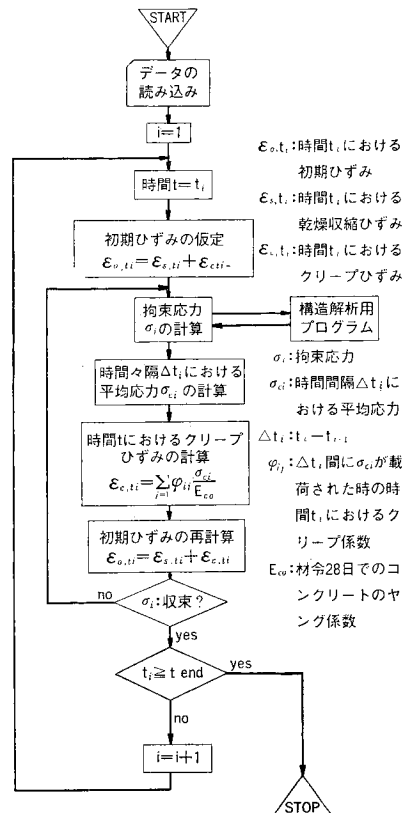 START
データの
読み込み
i=1
時間t=tᵢ
初期ひずみの仮定
ε₀,ti=εs,ti+εcti-
拘束応力
σᵢの計算
構造解析用
プログラム
時間々隔Δtᵢにおける
平均応力σciの計算
時間tにおけるクリープ
ひずみの計算
εc,ti=Σφij σci/Eco
i=1
初期ひずみの再計算
ε₀,ti=εs,ti+εc,ti
no
σᵢ:収束?
yes
tᵢ≧t end
yes
no
i=i+1
STOP
ε₀,tᵢ:時間tᵢにおける
初期ひずみ
εs,tᵢ:時間tᵢにおける
乾燥収縮ひずみ
εc,tᵢ:時間tᵢにおける
クリープひずみ
σᵢ:拘束応力
σci:時間間隔Δtᵢに
おける平均応力
Δtᵢ:tᵢ-tᵢ₋₁
φij:Δtᵢ間にσciが載
荷された時の時
間tᵢにおけるク
リープ係数
Eco:材令28日でのコ
ンクリートのヤ
ング係数